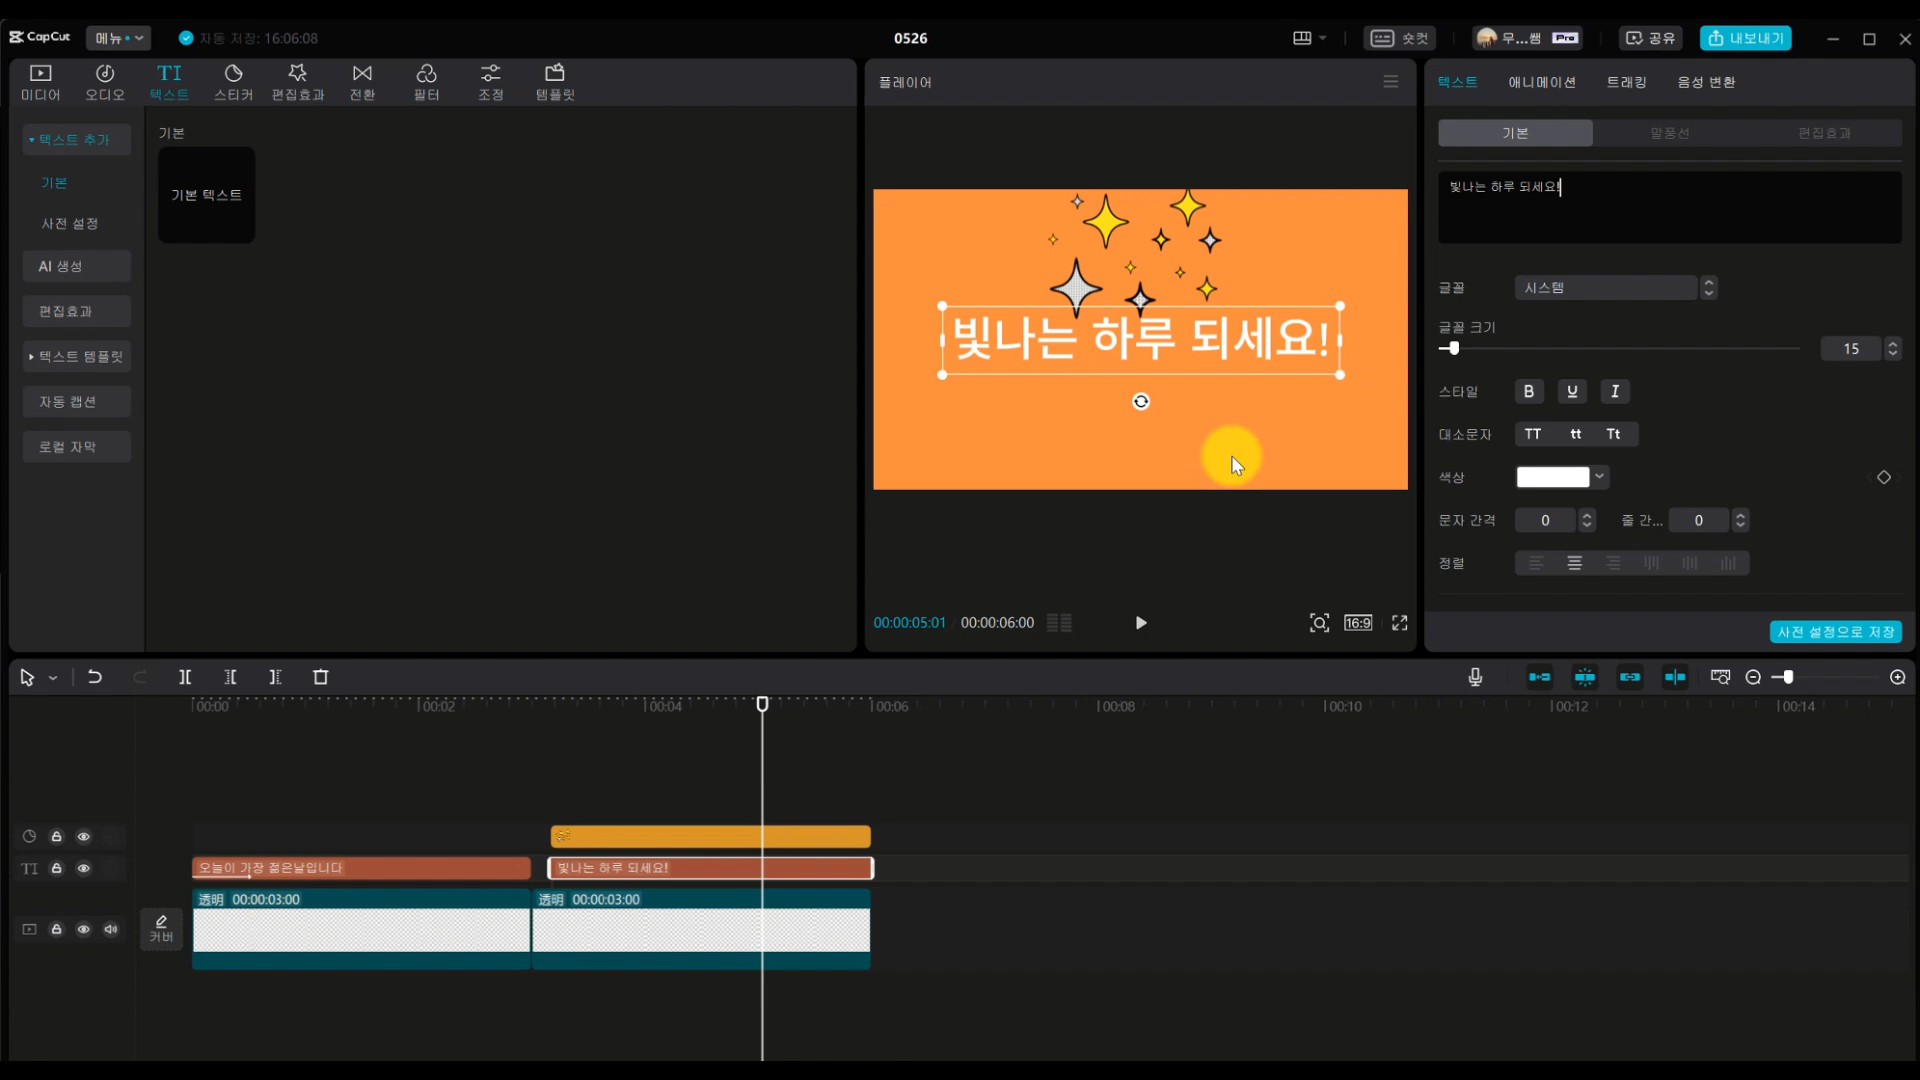 CapCut 메뉴 자동 저장: 16:06:08 0526 숏컷 무...쌤 Pro 공유 내보내기
미디어 오디오 텍스트 스티커 편집효과 전환 필터 조정 템플릿
텍스트 추가
기본
사전 설정
AI 생성
편집효과
텍스트 템플릿
자동 캡션
로컬 자막
기본
기본 텍스트
플레이어
빛나는 하루 되세요!
00:00:05:01 00:00:06:00 16:9
텍스트 애니메이션 트래킹 음성 변환
기본 말풍선 편집효과
빛나는 하루 되세요!
글꼴 시스템
글꼴 크기
15
스타일 B U I
대소문자 TT tt Tt
색상
문자 간격 0 줄 간... 0
정렬
사전 설정으로 저장
00:00 00:02 00:04 00:06 00:08 00:10 00:12 00:14
TI 오늘이 가장 젊은날입니다 빛나는 하루 되세요!
透明 00:00:03:00 透明 00:00:03:00
커버